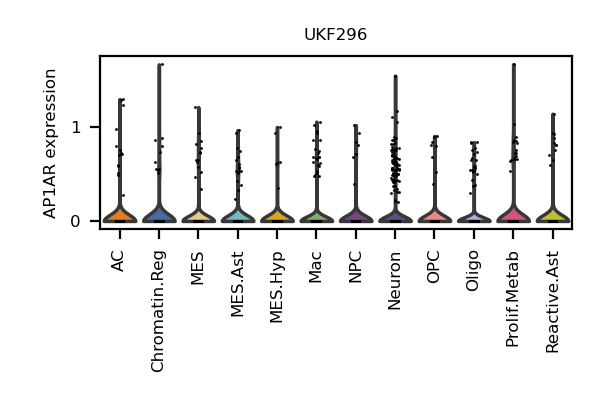 UKF296
AP1AR expression
1
0
AC
Chromatin.Reg
MES
MES.Ast
MES.Hyp
Mac
NPC
Neuron
OPC
Oligo
Prolif.Metab
Reactive.Ast